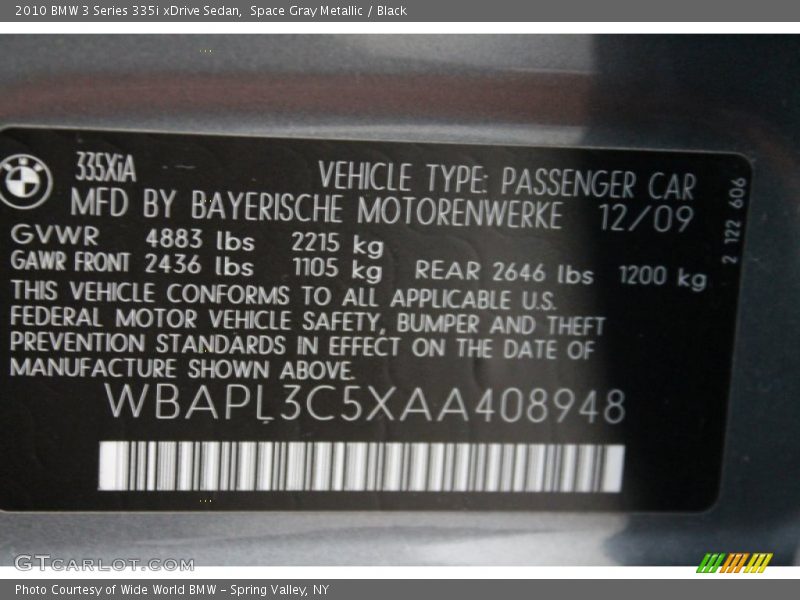 2010 BMW 3 Series 335i xDrive Sedan,  Space Gray Metallic / Black
335XiA
VEHICLE TYPE: PASSENGER CAR
MFD BY BAYERISCHE MOTORENWERKE 12/09
GVWR 4883 lbs 2215 kg
GAWR FRONT 2436 lbs 1105 kg REAR 2646 lbs 1200 kg
THIS VEHICLE CONFORMS TO ALL APPLICABLE U.S.
FEDERAL MOTOR VEHICLE SAFETY, BUMPER AND THEFT
PREVENTION STANDARDS IN EFFECT ON THE DATE OF
MANUFACTURE SHOWN ABOVE.
WBAPL3C5XAA408948
2 122 606
GTcarlot.com
Photo Courtesy of Wide World BMW - Spring Valley, NY